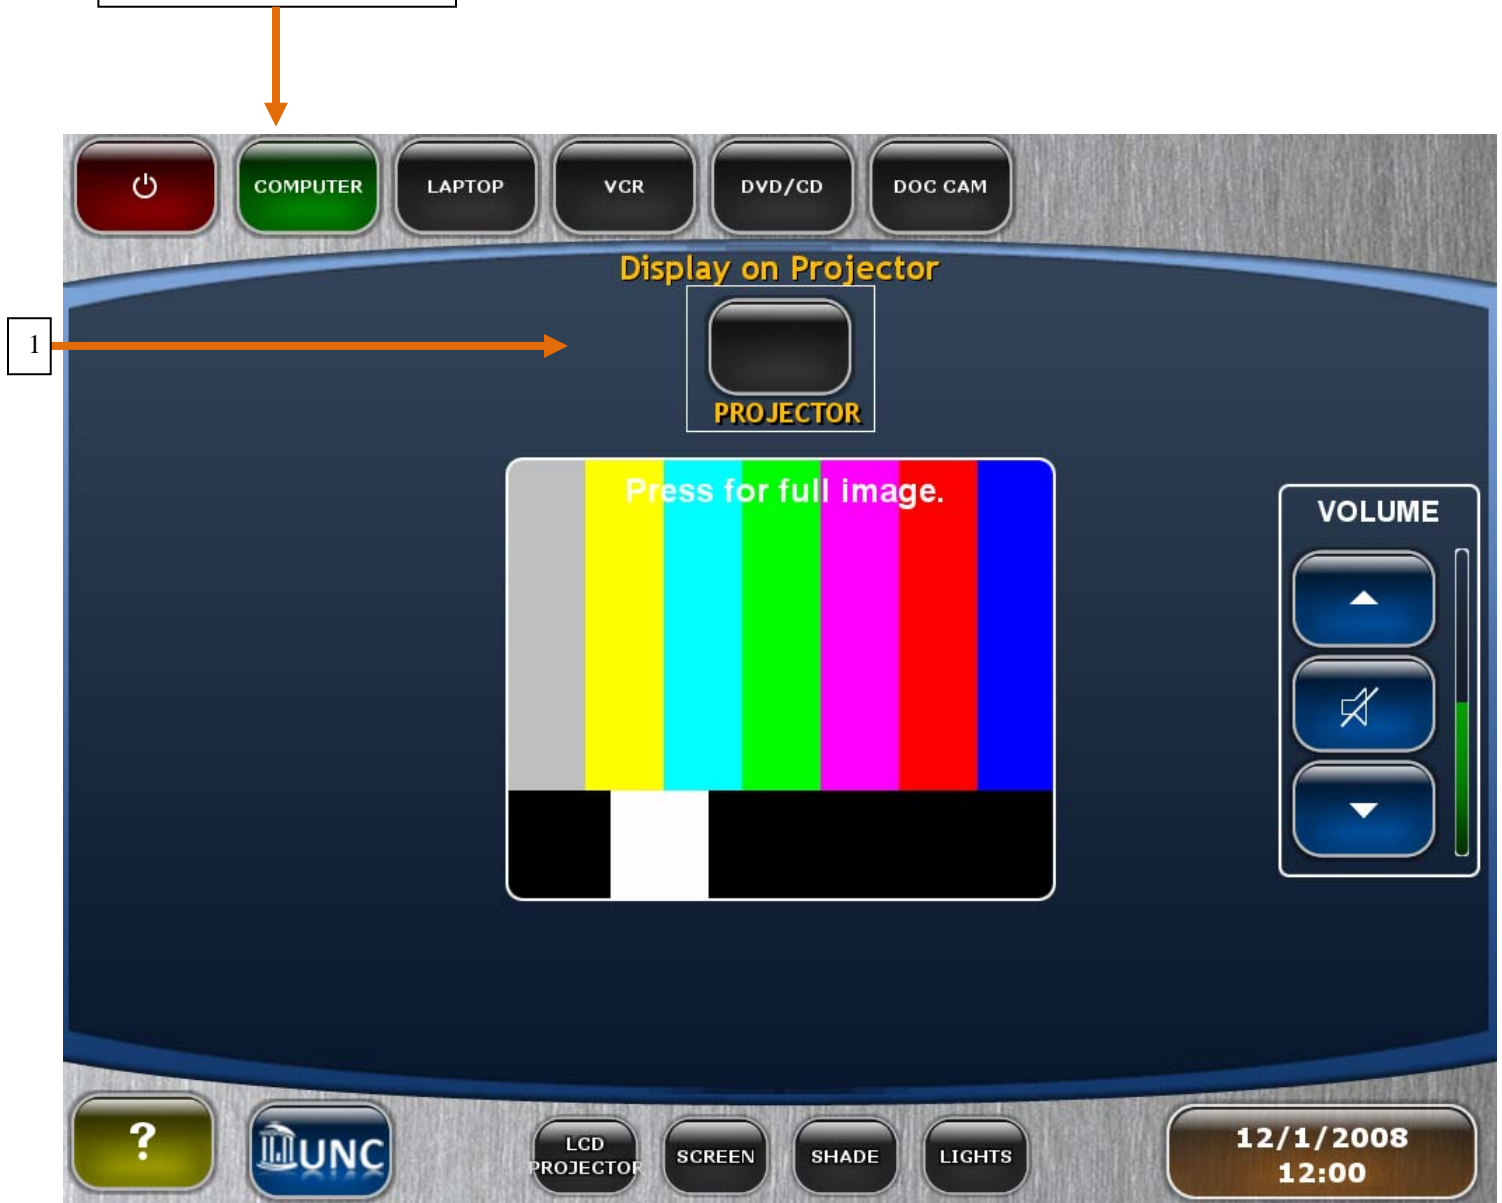 COMPUTER LAPTOP VCR DVD/CD DOC CAM
Display on Projector
1
PROJECTOR
Press for full image.
VOLUME
?
UNC
LCD
PROJECTOR
SCREEN
SHADE
LIGHTS
12/1/2008
12:00